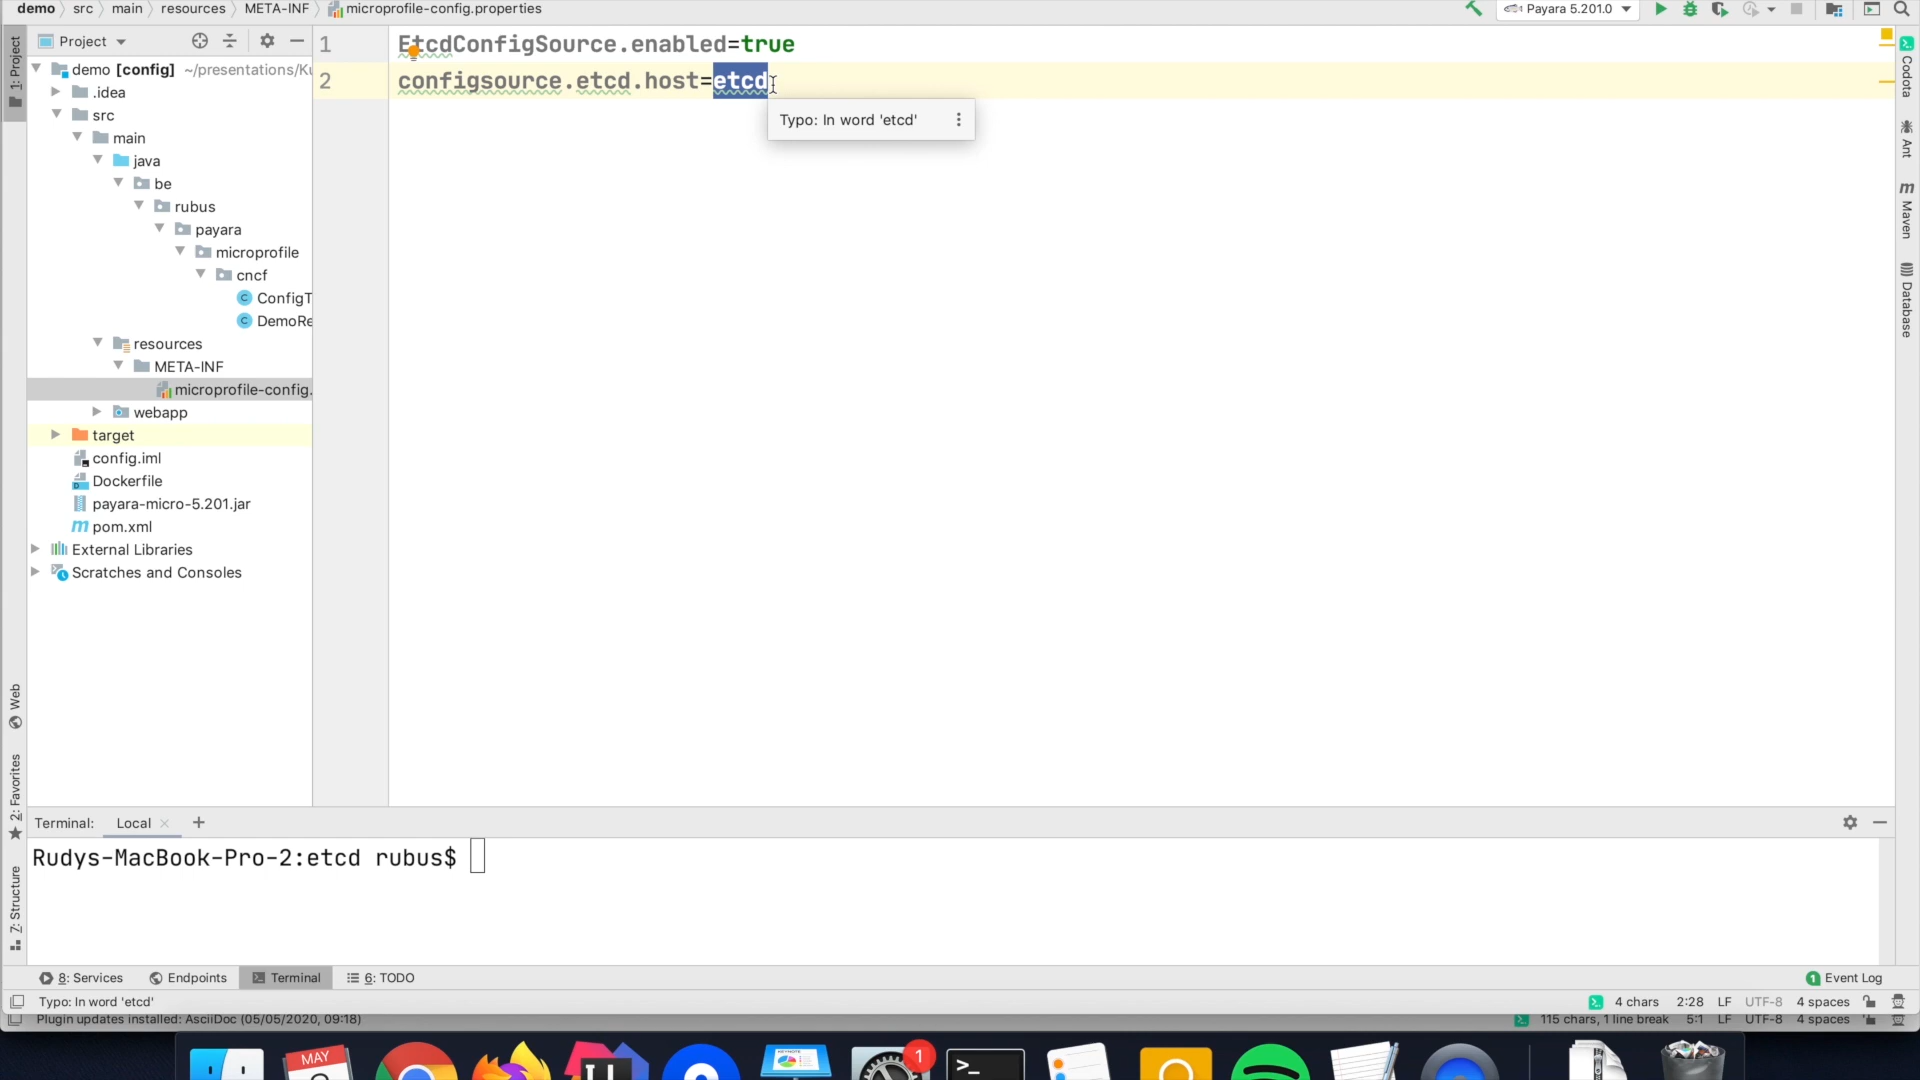 demo src main resources META-INF microprofile-config.properties
Payara 5.201.0
1: Project
Project
demo [config] ~/presentations/Ku
.idea
src
main
java
be
rubus
payara
microprofile
cncf
ConfigT
DemoRe
resources
META-INF
microprofile-config.
webapp
target
config.iml
Dockerfile
payara-micro-5.201.jar
pom.xml
External Libraries
Scratches and Consoles
1 EtcdConfigSource.enabled=true
2 configsource.etcd.host=etcd
Typo: In word 'etcd'
Codota
Ant
Maven
Database
Web
2: Favorites
7: Structure
Terminal: Local
Rudys-MacBook-Pro-2:etcd rubus$
8: Services Endpoints Terminal 6: TODO
1 Event Log
Typo: In word 'etcd' 4 chars 2:28 LF UTF-8 4 spaces
Plugin updates installed: AsciiDoc (05/05/2020, 09:18) 115 chars, 1 line break 5:1 LF UTF-8 4 spaces
MAY
KEYNOTE
1